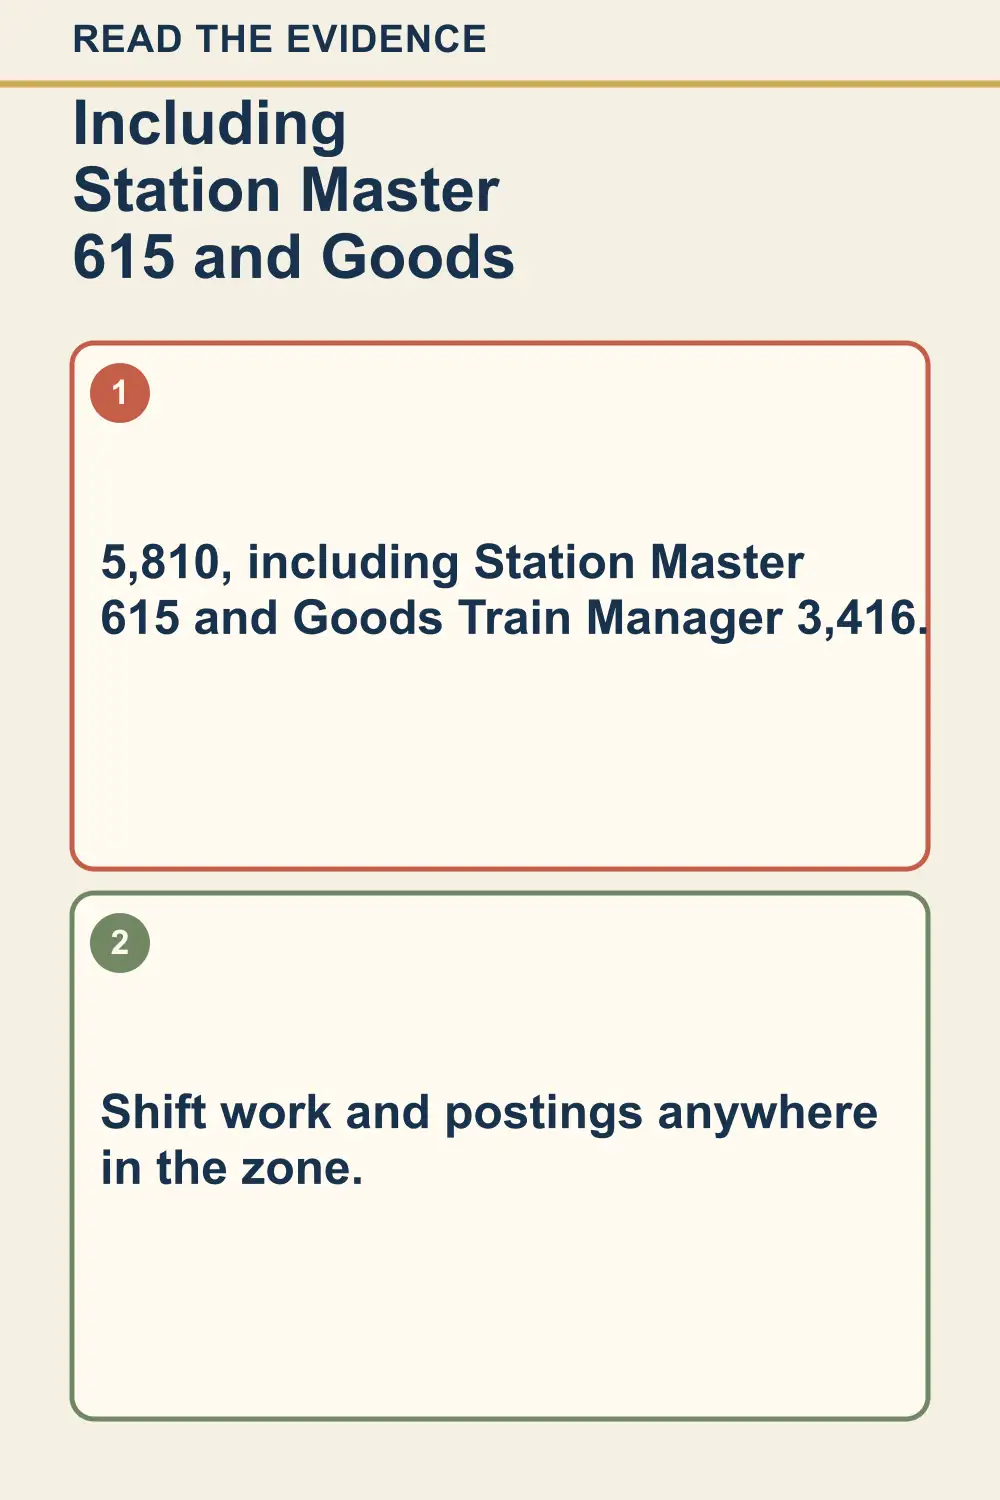 READ THE EVIDENCE
Including
Station Master
615 and Goods
1
5,810, including Station Master
615 and Goods Train Manager 3,416.
2
Shift work and postings anywhere
in the zone.